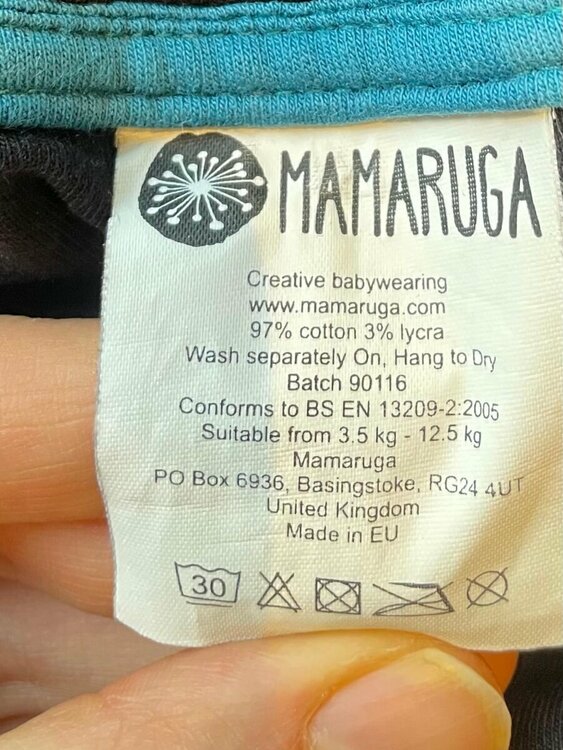 MAMARUGA
Creative babywearing
www.mamaruga.com
97% cotton 3% lycra
Wash separately On, Hang to Dry
Batch 90116
Conforms to BS EN 13209-2:2005
Suitable from 3.5 kg - 12.5 kg
Mamaruga
PO Box 6936, Basingstoke, RG24 4UT
United Kingdom
Made in EU
30